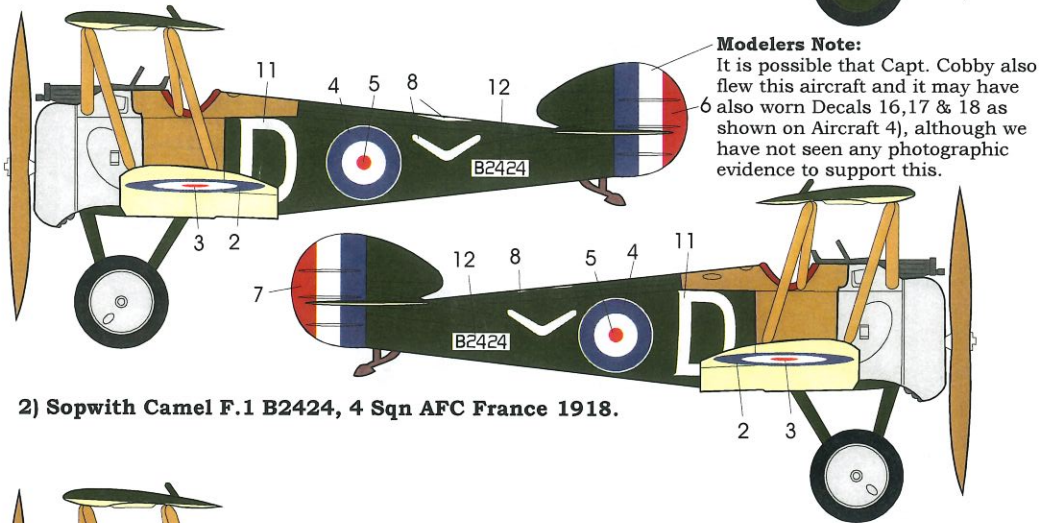 Modelers Note:
It is possible that Capt. Cobby also
flew this aircraft and it may have
also worn Decals 16,17 & 18 as
shown on Aircraft 4), although we
have not seen any photographic
evidence to support this.
11
4
5
8
12
6
D
B2424
3
2
12
8
5
4
11
7
B2424
D
2
3
2) Sopwith Camel F.1 B2424, 4 Sqn AFC France 1918.